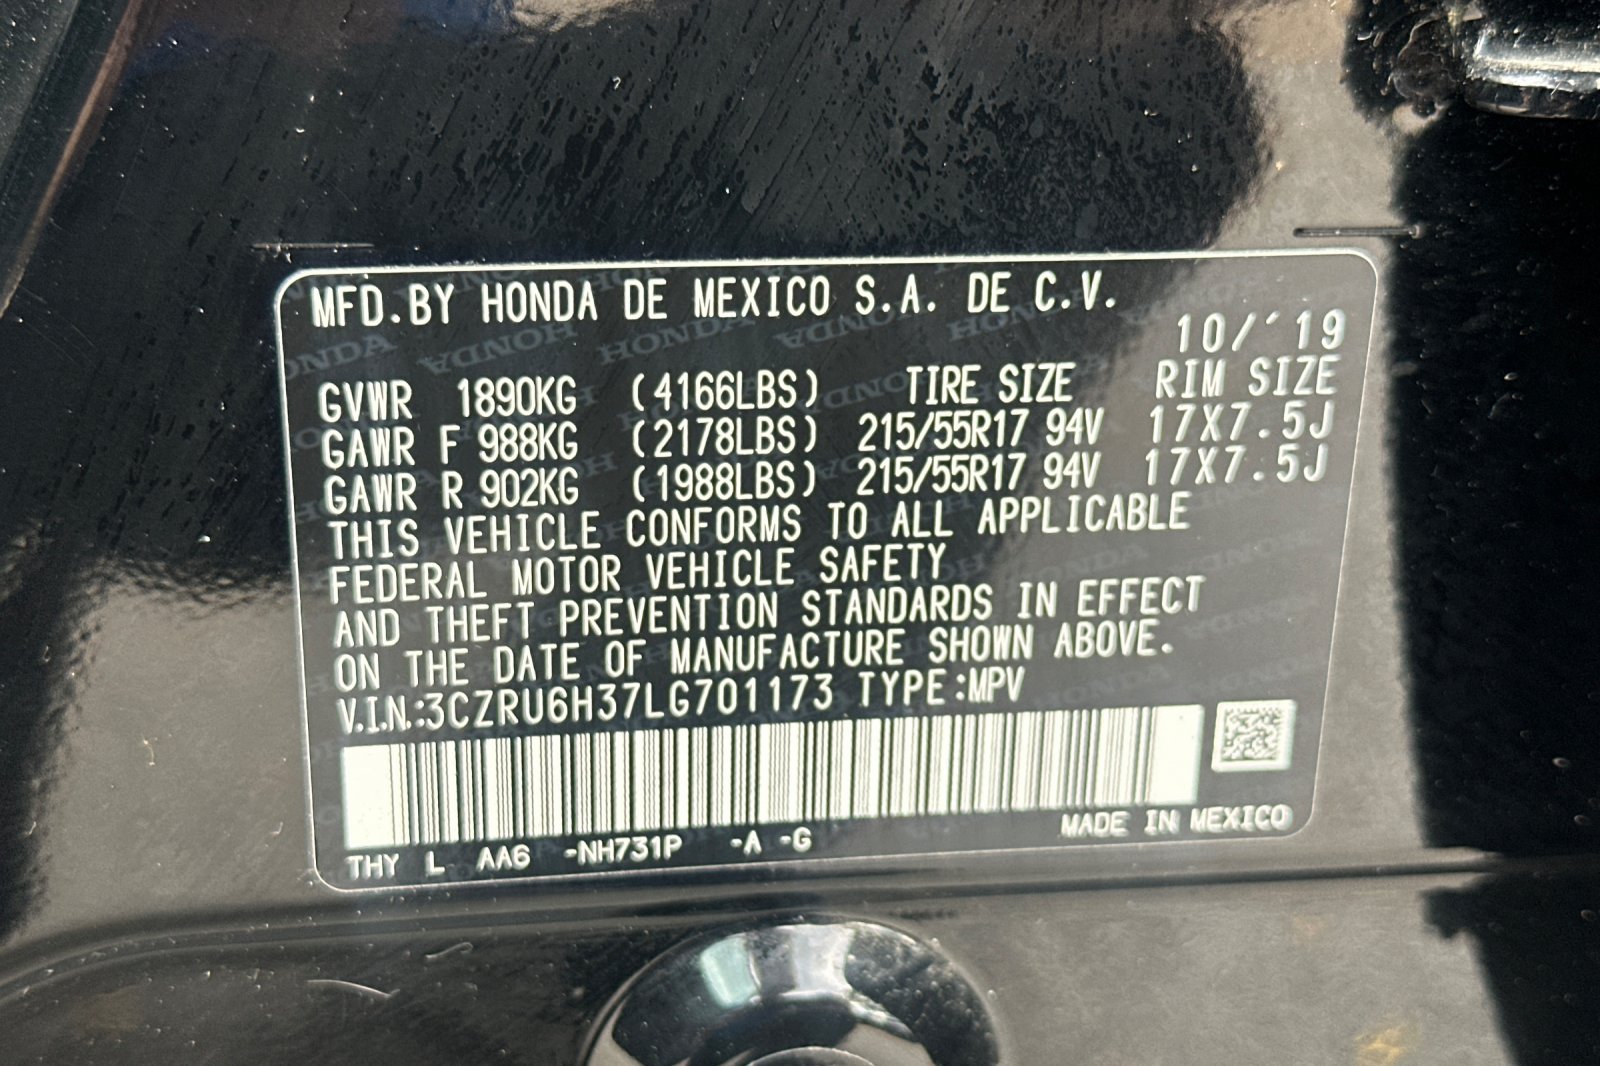 MFD.BY HONDA DE MEXICO S.A. DE C.V.
10/'19
GVWR 1890KG (4166LBS) TIRE SIZE RIM SIZE
GAWR F 988KG (2178LBS) 215/55R17 94V 17X7.5J
GAWR R 902KG (1988LBS) 215/55R17 94V 17X7.5J
THIS VEHICLE CONFORMS TO ALL APPLICABLE
FEDERAL MOTOR VEHICLE SAFETY
AND THEFT PREVENTION STANDARDS IN EFFECT
ON THE DATE OF MANUFACTURE SHOWN ABOVE.
V.I.N.:3CZRU6H37LG701173 TYPE:MPV
MADE IN MEXICO
THY L AA6 -NH731P -A -G